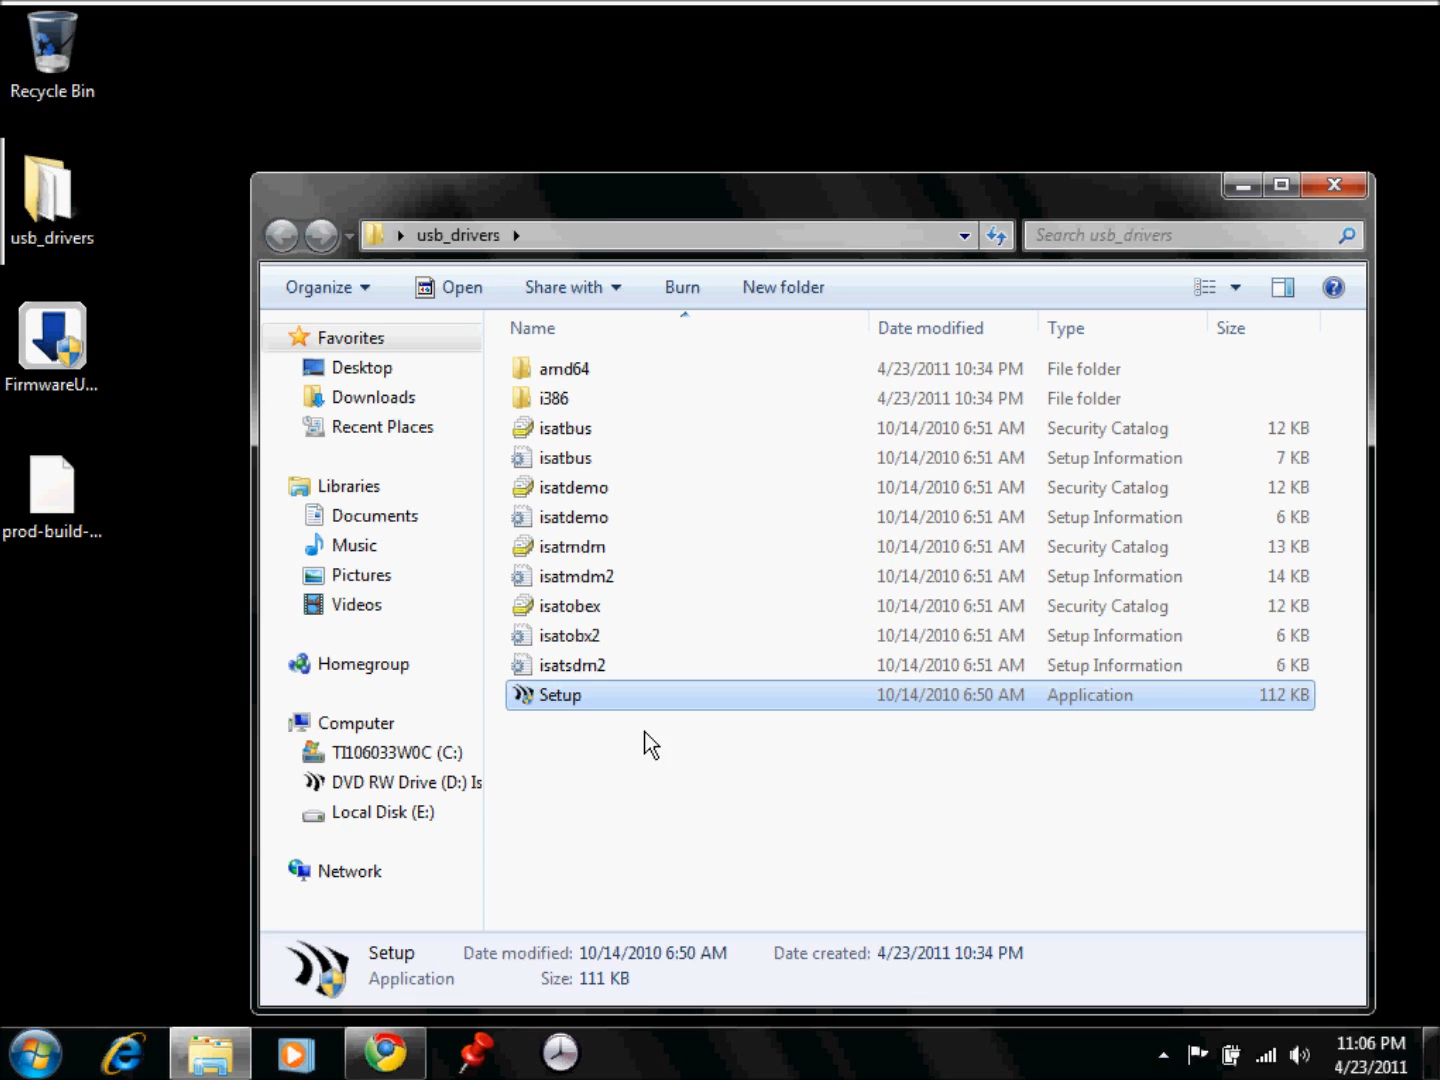 Recycle Bin
usb_drivers
FirmwareU...
prod-build-...
usb_drivers
Search usb_drivers
Organize
Open
Share with
Burn
New folder
Favorites
Desktop
Downloads
Recent Places
Libraries
Documents
Music
Pictures
Videos
Homegroup
Computer
TI106033W0C (C:)
DVD RW Drive (D:) Is
Local Disk (E:)
Network
Name Date modified Type Size
amd64 4/23/2011 10:34 PM File folder
i386 4/23/2011 10:34 PM File folder
isatbus 10/14/2010 6:51 AM Security Catalog 12 KB
isatbus 10/14/2010 6:51 AM Setup Information 7 KB
isatdemo 10/14/2010 6:51 AM Security Catalog 12 KB
isatdemo 10/14/2010 6:51 AM Setup Information 6 KB
isatmdm 10/14/2010 6:51 AM Security Catalog 13 KB
isatmdm2 10/14/2010 6:51 AM Setup Information 14 KB
isatobex 10/14/2010 6:51 AM Security Catalog 12 KB
isatobx2 10/14/2010 6:51 AM Setup Information 6 KB
isatsdm2 10/14/2010 6:51 AM Setup Information 6 KB
Setup 10/14/2010 6:50 AM Application 112 KB
Setup Date modified: 10/14/2010 6:50 AM Date created: 4/23/2011 10:34 PM
Application Size: 111 KB
11:06 PM
4/23/2011